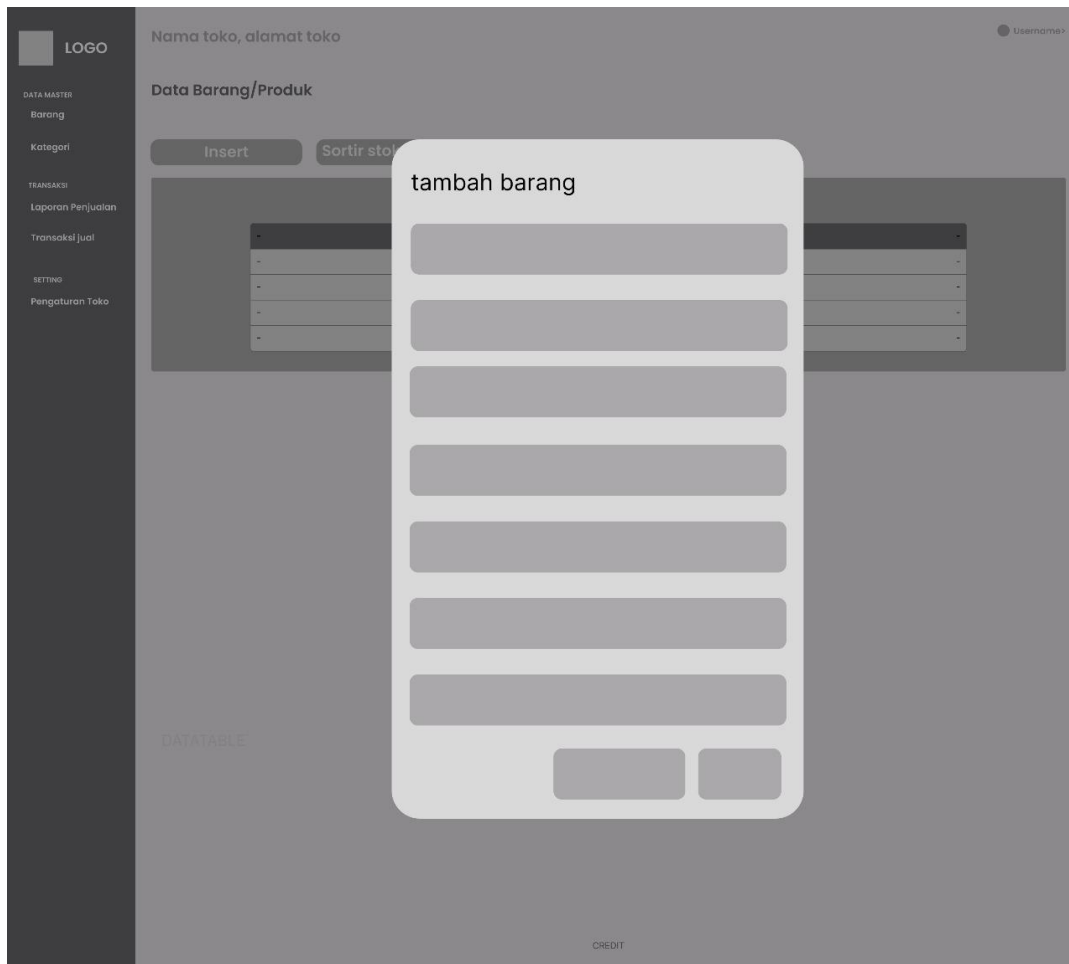 LOGO
Nama toko, alamat toko
Username>
DATA MASTER
Barang
Kategori
TRANSAKSI
Laporan Penjualan
Transaksi jual
SETTING
Pengaturan Toko
Data Barang/Produk
Insert
Sortir
tambah barang
-
-
-
-
-
-
-
-
-
-
DATATABLE
CREDIT